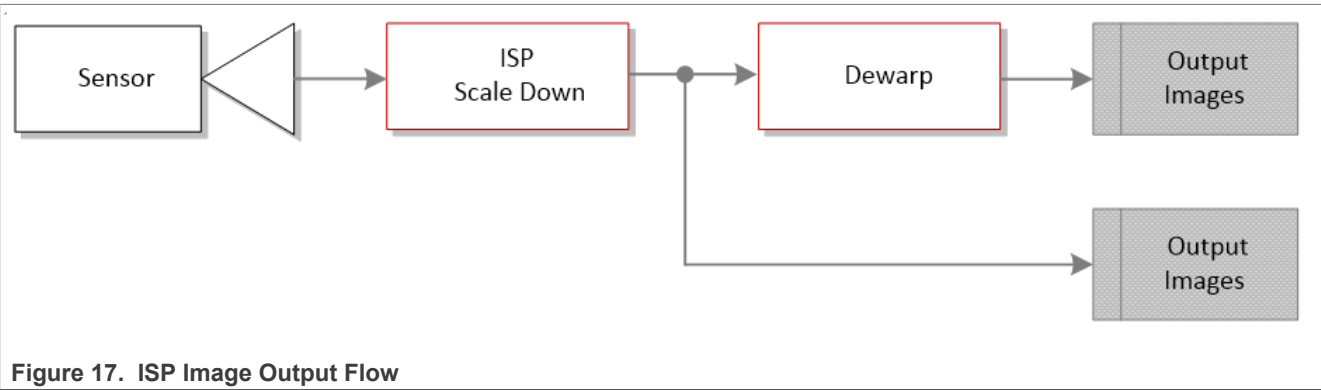 Sensor
ISP
Scale Down
Dewarp
Output
Images
Output
Images
Figure 17. ISP Image Output Flow